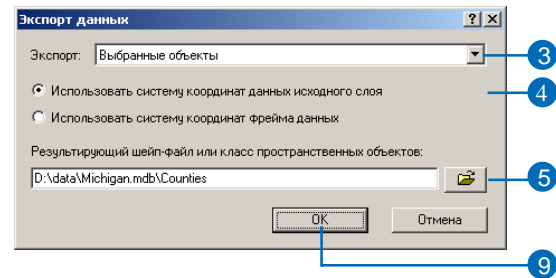 Экспорт данных
Экспорт: Выбранные объекты
3
Использовать систему координат данных исходного слоя
4
Использовать систему координат фрейма данных
Результирующий шейп-файл или класс пространственных объектов:
D:\data\Michigan.mdb\Counties
5
OK Отмена
9